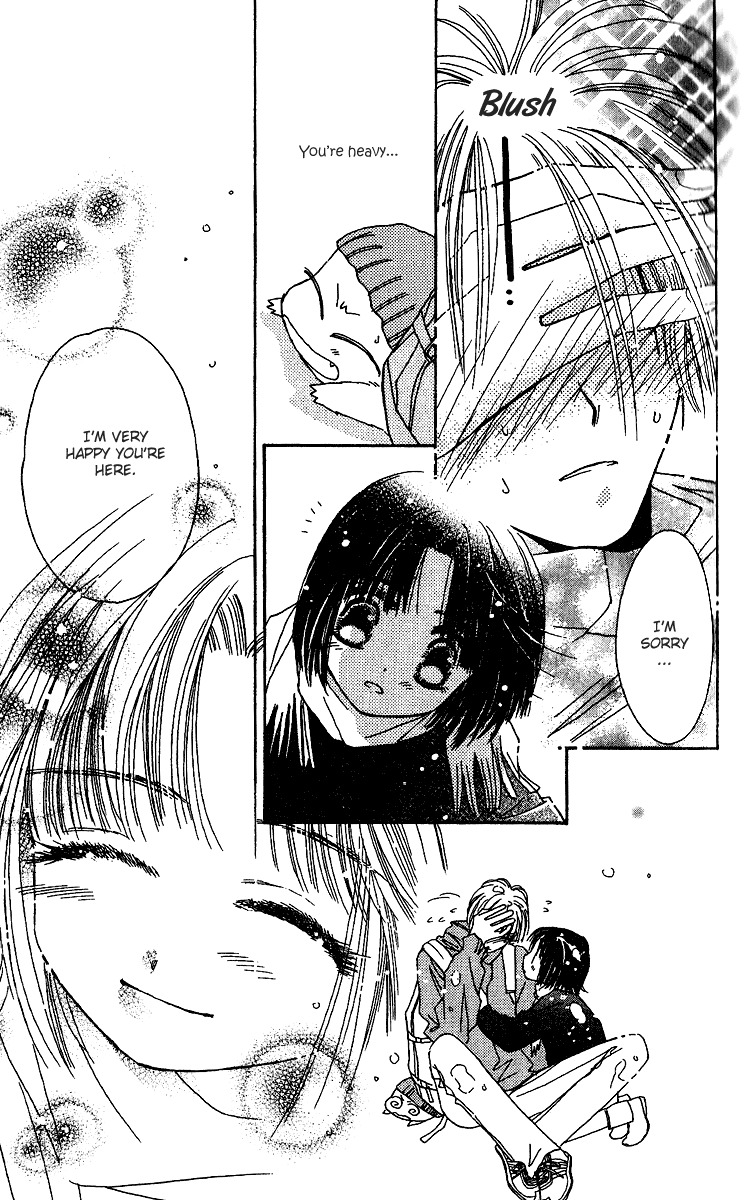 Blush
!
I'M
SORRY
...
You're heavy...
I'M VERY
HAPPY YOU'RE
HERE.